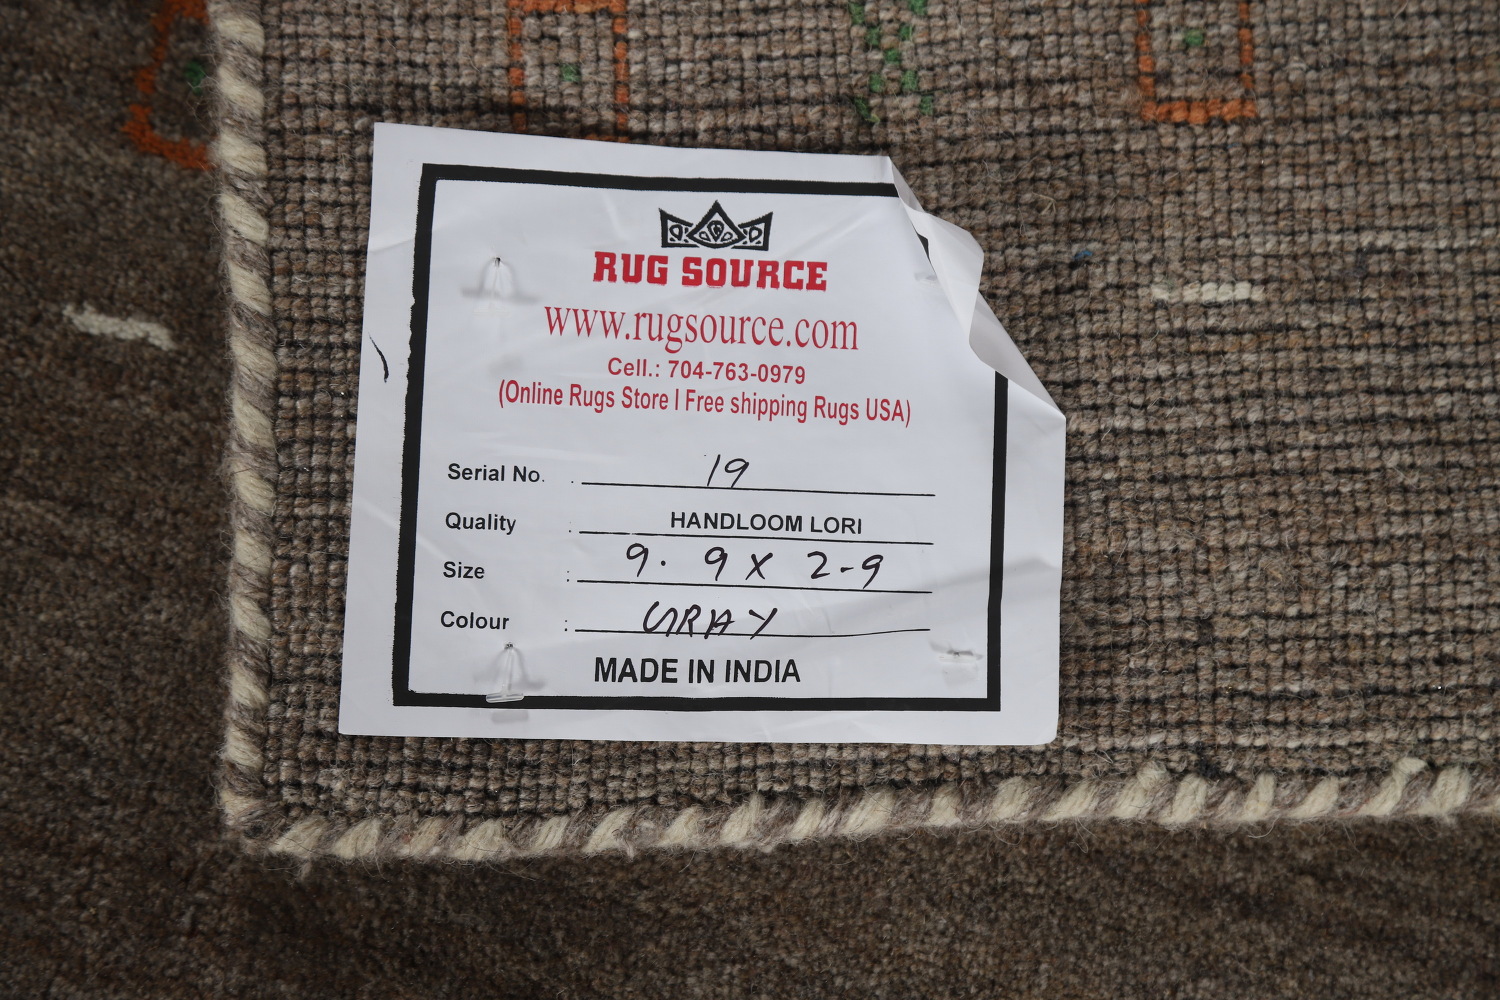 RUG SOURCE
www.rugsource.com
Cell.: 704-763-0979
(Online Rugs Store I Free shipping Rugs USA)
Serial No. : 19
Quality : HANDLOOM LORI
Size : 9. 9 X 2-9
Colour : GRAY
MADE IN INDIA